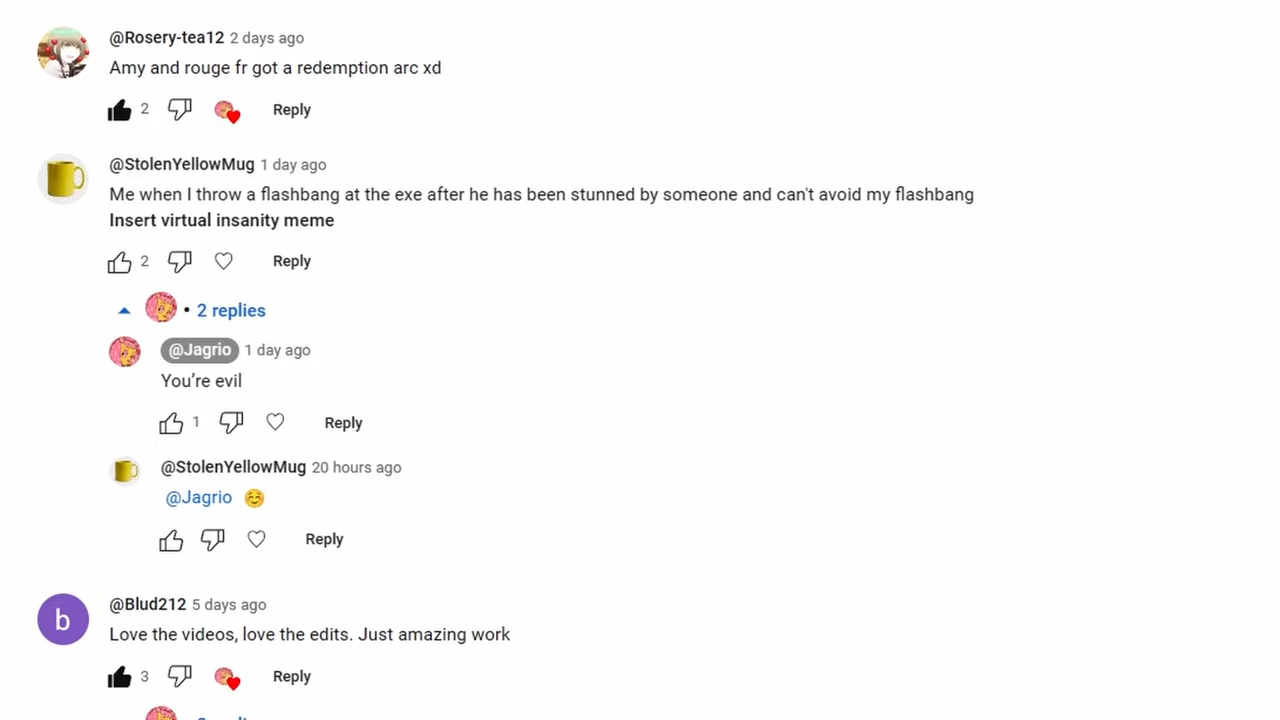 @Rosery-tea12 2 days ago
Amy and rouge fr got a redemption arc xd
2 Reply
@StolenYellowMug 1 day ago
Me when I throw a flashbang at the exe after he has been stunned by someone and can't avoid my flashbang
Insert virtual insanity meme
2 Reply
• 2 replies
@Jagrio 1 day ago
You’re evil
1 Reply
@StolenYellowMug 20 hours ago
@Jagrio ☺️
Reply
b
@Blud212 5 days ago
Love the videos, love the edits. Just amazing work
3 Reply